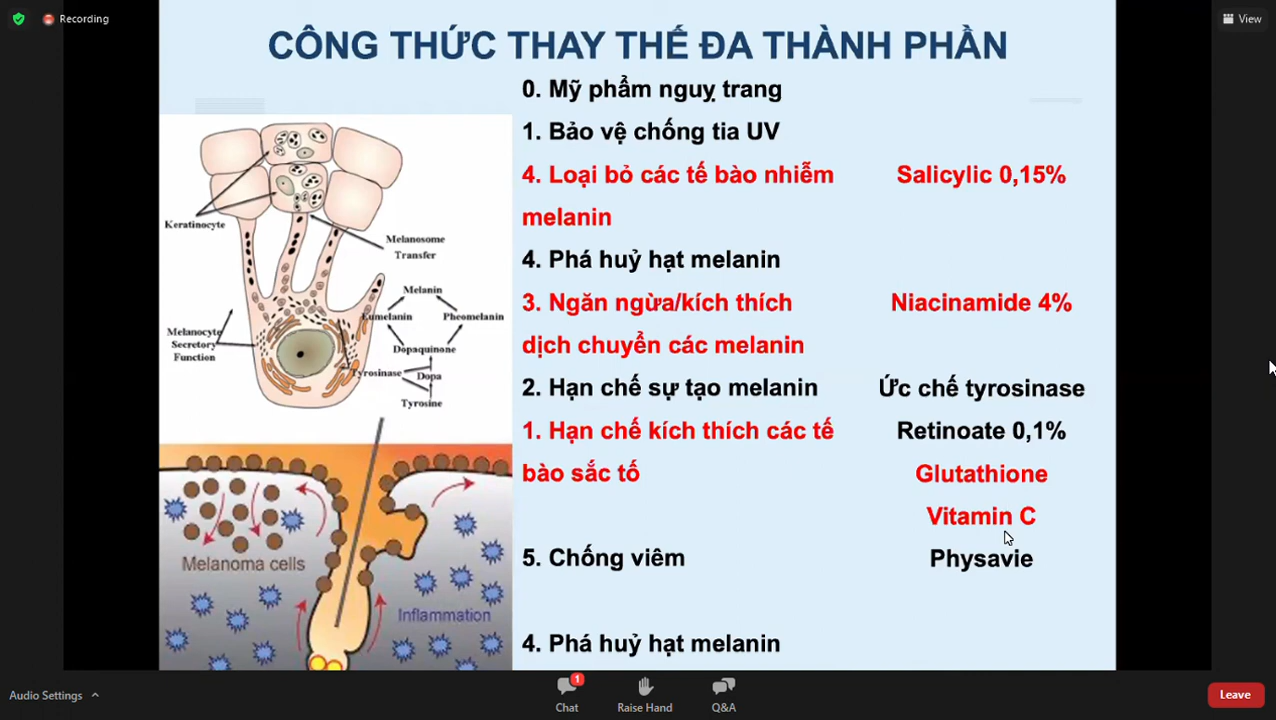 Recording
View
CÔNG THỨC THAY THẾ ĐA THÀNH PHẦN
0. Mỹ phẩm nguỵ trang
1. Bảo vệ chống tia UV
4. Loại bỏ các tế bào nhiễm Salicylic 0,15%
melanin
4. Phá huỷ hạt melanin
3. Ngăn ngừa/kích thích Niacinamide 4%
dịch chuyển các melanin
2. Hạn chế sự tạo melanin Ức chế tyrosinase
1. Hạn chế kích thích các tế Retinoate 0,1%
bào sắc tố Glutathione
Vitamin C
5. Chống viêm Physavie
4. Phá huỷ hạt melanin
Keratinocyte
Melanosome
Transfer
Melanin
Eumelanin Pheomelanin
Melanocyte
Secretory
Function
Dopaquinone
Tyrosinase Dopa
Tyrosine
Melanoma cells
Inflammation
Audio Settings
1
Chat
Raise Hand
Q&A
Leave